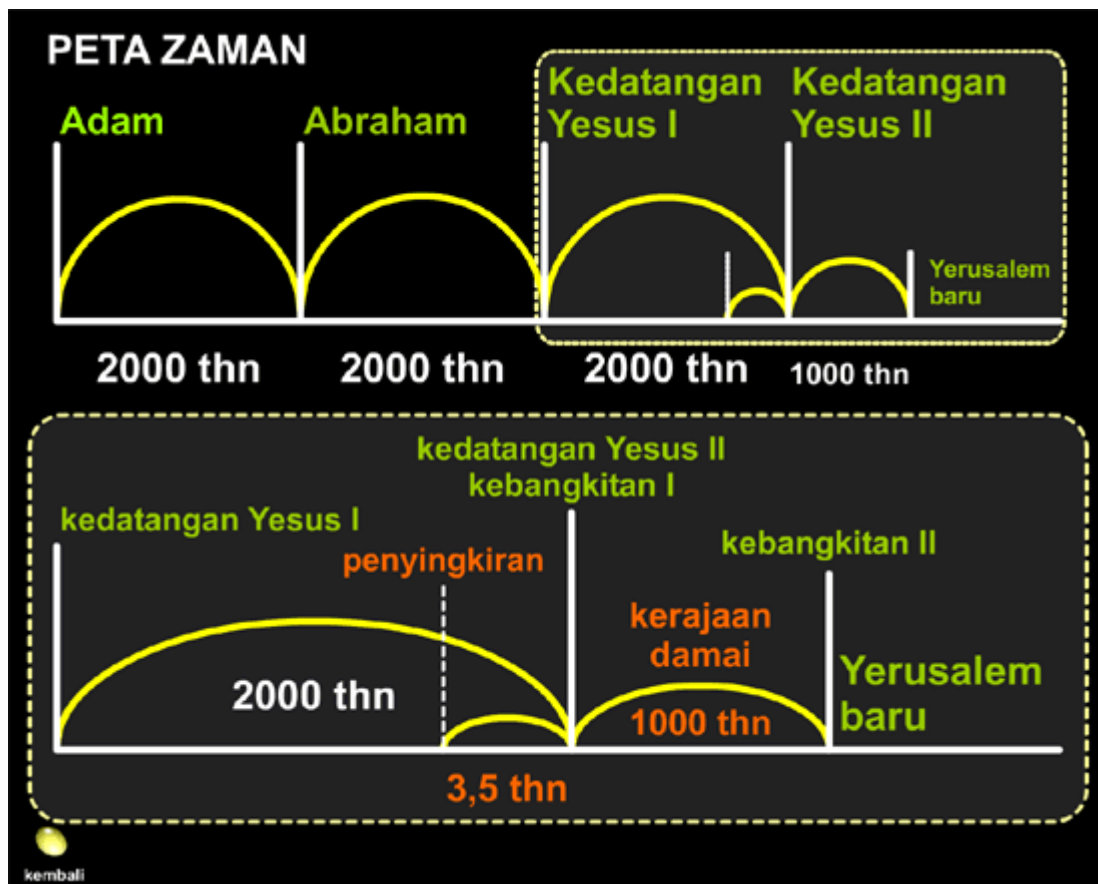 PETA ZAMAN
Adam
Abraham
Kedatangan
Yesus I
Kedatangan
Yesus II
Yerusalem
baru
2000 thn
2000 thn
2000 thn
1000 thn
kedatangan Yesus II
kebangkitan I
kedatangan Yesus I
penyingkiran
kebangkitan II
kerajaan
damai
2000 thn
1000 thn
Yerusalem
baru
3,5 thn
kembali